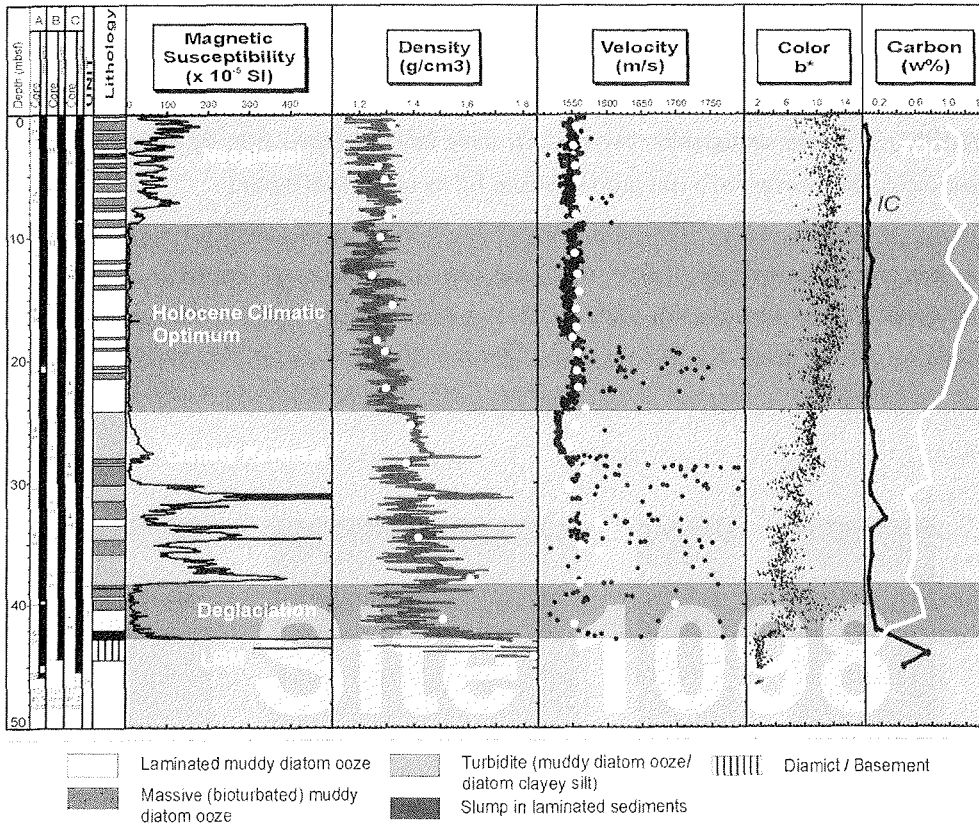 Depth (mbsf)
A
B
C
Core
Core
Core
UNIT
Lithology
Magnetic
Susceptibility
(x 10⁻⁵ SI)
0 100 200 300 400
Density
(g/cm3)
1.2 1.4 1.6 1.8
Velocity
(m/s)
1550 1600 1650 1700 1750
Color
b*
2 6 10 14
Carbon
(w%)
0.2 0.6 1.0
0
10
20
30
40
50
IC
Holocene Climatic
Optimum
Deglaciation
Site 1098
Laminated muddy diatom ooze
Massive (bioturbated) muddy
diatom ooze
Turbidite (muddy diatom ooze/
diatom clayey silt)
Slump in laminated sediments
Diamict / Basement